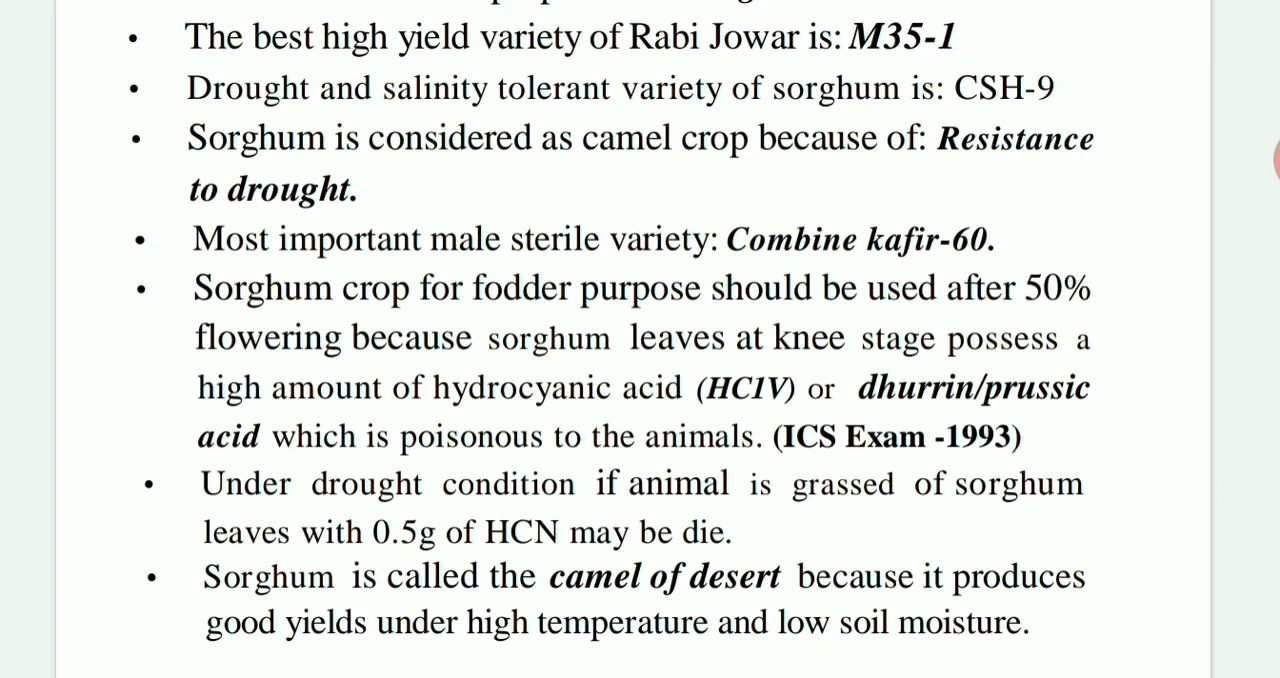 • The best high yield variety of Rabi Jowar is: M35-1
• Drought and salinity tolerant variety of sorghum is: CSH-9
• Sorghum is considered as camel crop because of: Resistance
to drought.
• Most important male sterile variety: Combine kafir-60.
• Sorghum crop for fodder purpose should be used after 50%
flowering because sorghum leaves at knee stage possess a
high amount of hydrocyanic acid (HC1V) or dhurrin/prussic
acid which is poisonous to the animals. (ICS Exam -1993)
• Under drought condition if animal is grassed of sorghum
leaves with 0.5g of HCN may be die.
• Sorghum is called the camel of desert because it produces
good yields under high temperature and low soil moisture.